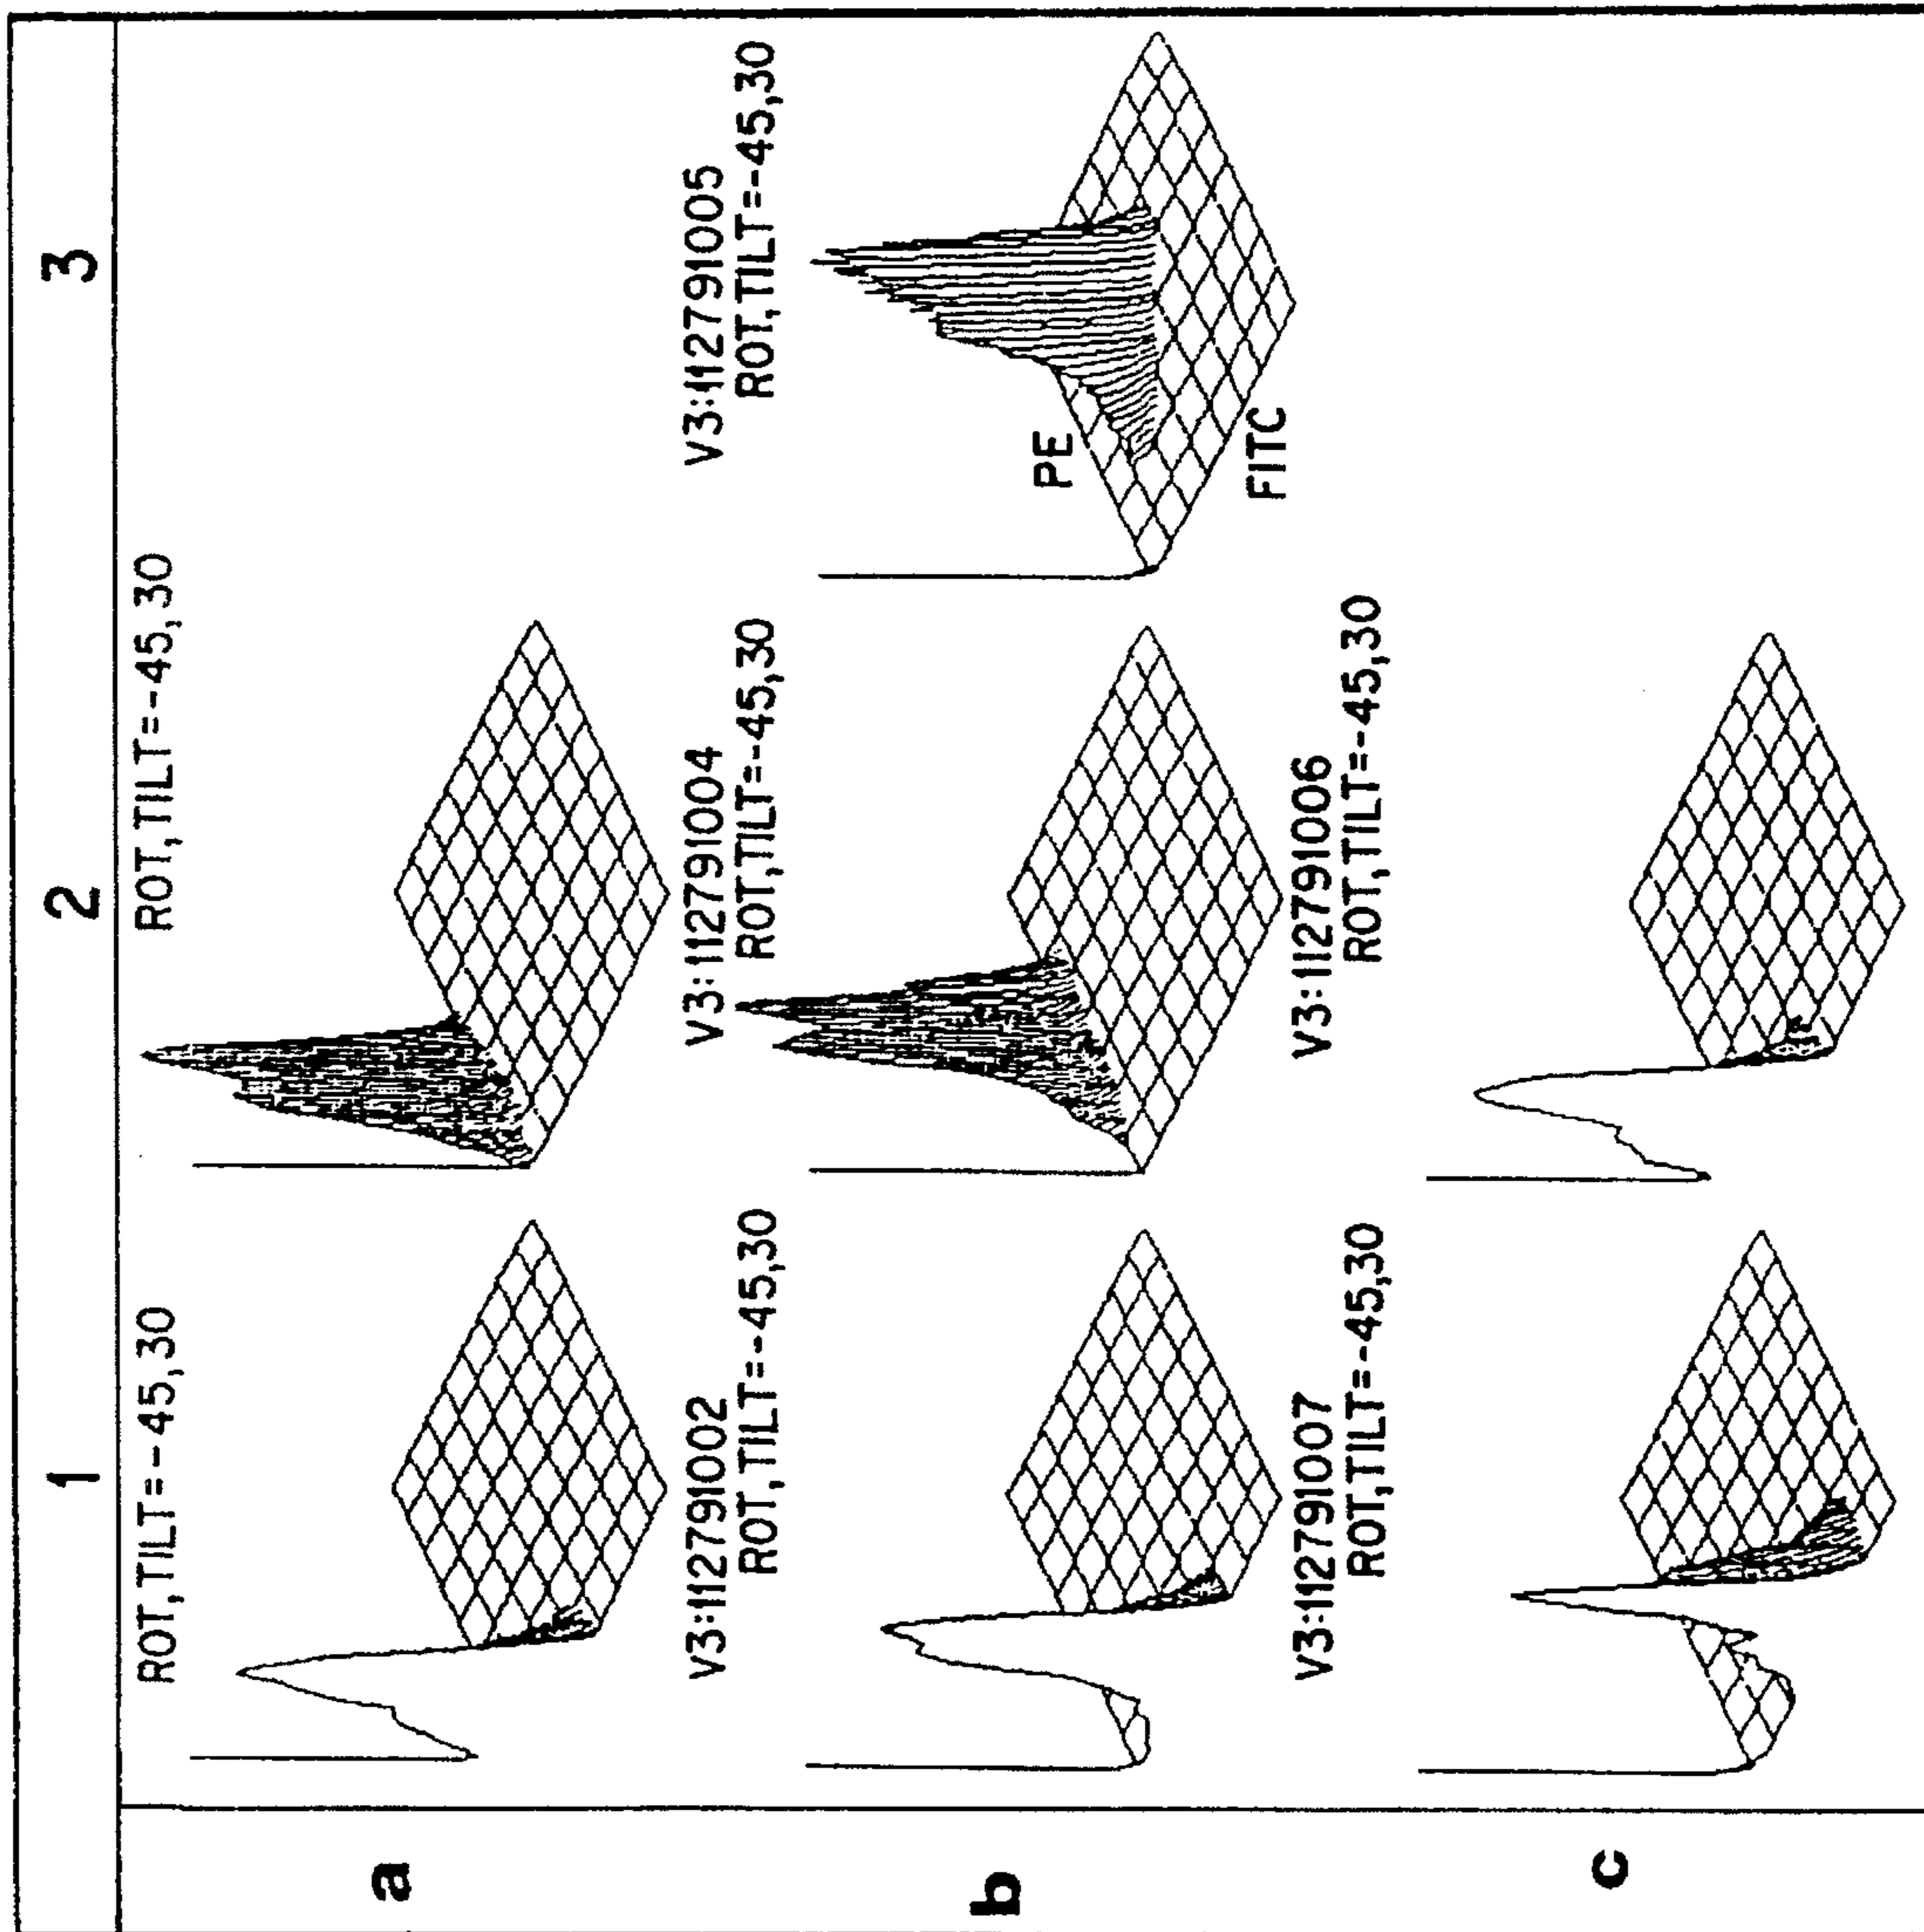 1 2 3
a
ROT,TILT=-45,30
ROT,TILT=-45,30
b
V3:112791002
ROT,TILT=-45,30
V3:112791004
ROT,TILT=-45,30
V3:112791005
ROT,TILT=-45,30
PE
FITC
c
V3:112791007
ROT,TILT=-45,30
V3:112791006
ROT,TILT=-45,30